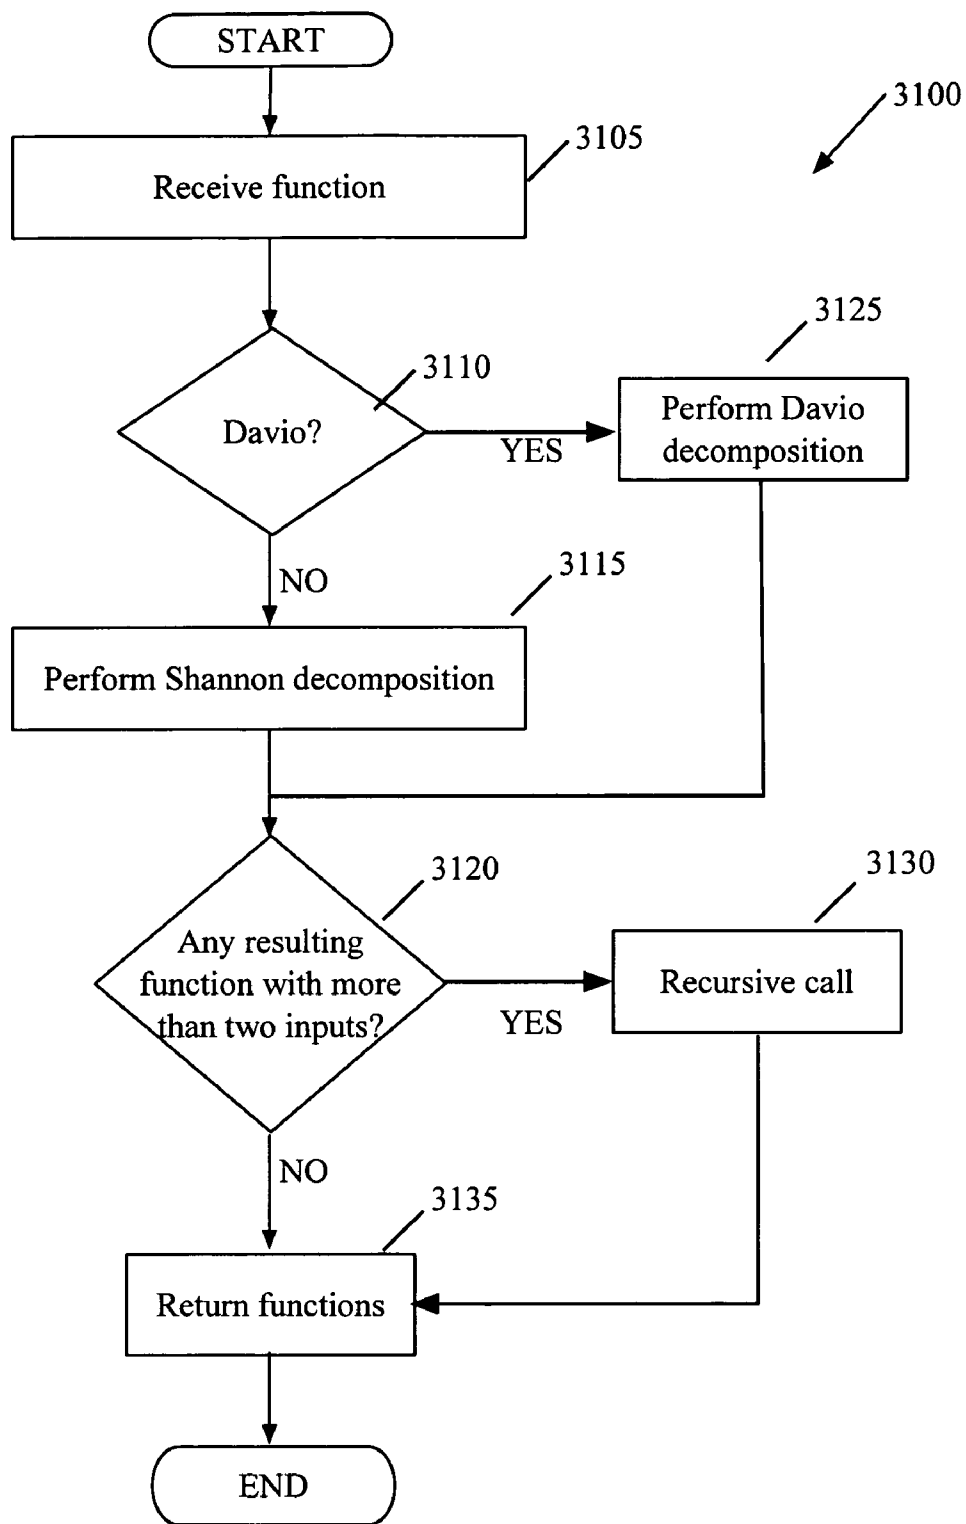 START
3100
3105
Receive function
3125
3110
Perform Davio
decomposition
Davio?
YES
NO
3115
Perform Shannon decomposition
3120
3130
Any resulting
function with more
than two inputs?
Recursive call
YES
NO
3135
Return functions
END